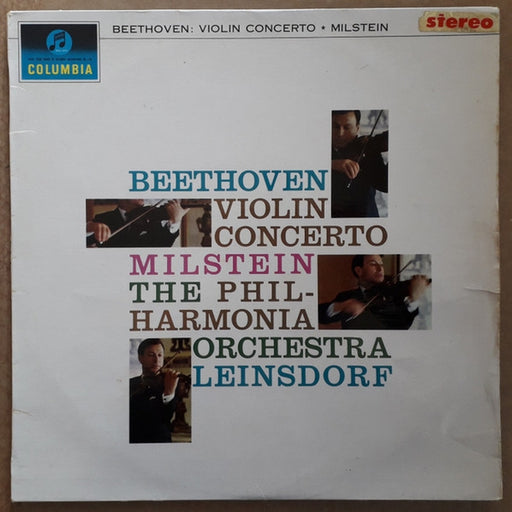 BEETHOVEN: VIOLIN CONCERTO ★ MILSTEIN
stereo
COLUMBIA
BEETHOVEN
VIOLIN
CONCERTO
MILSTEIN
THE PHIL-
HARMONIA
ORCHESTRA
LEINSDORF